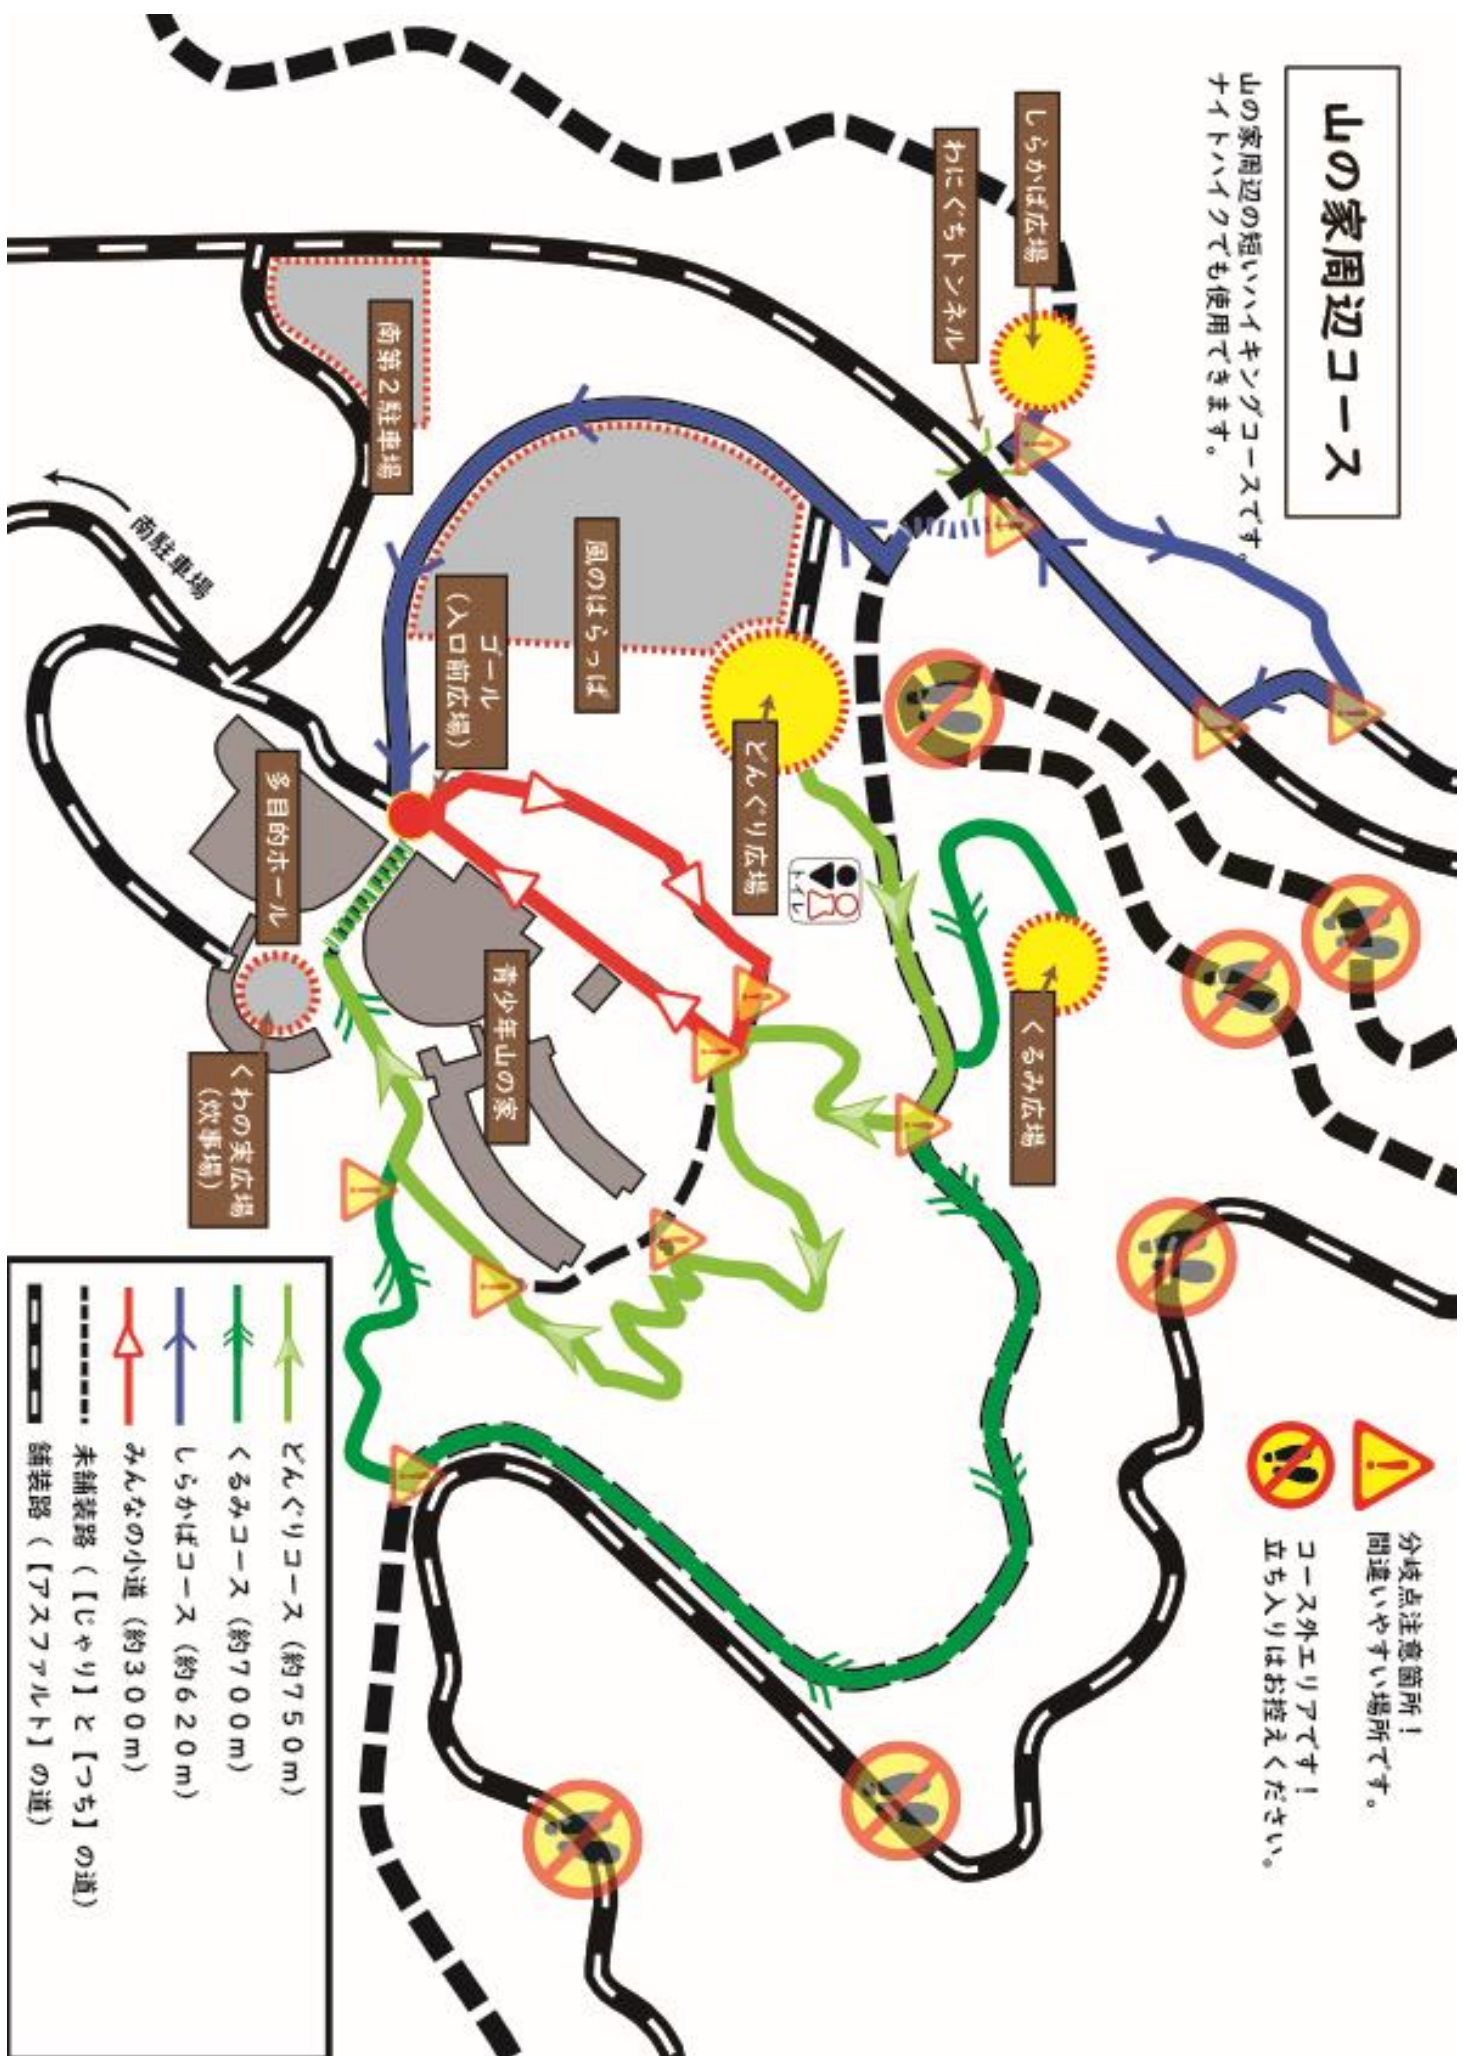 山の家周辺コース
山の家周辺の短いハイキングコースです。
ナイトハイクでも使用できます。
分岐点注意箇所！
間違いやすい場所です。
コース外エリアです！
立ち入りはお控えください。
しらかば広場
わにぐちトンネル
くるみ広場
どんぐり広場
トイレ
風のはらっぱ
ゴール
(入口前広場)
青少年山の家
南第２駐車場
多目的ホール
くわの実広場
(炊事場)
南駐車場
どんぐりコース (約７５０ｍ)
くるみコース (約７００ｍ)
しらかばコース (約６２０ｍ)
みんなの小道 (約３００ｍ)
未舗装路 (【じゃり】と【つち】の道)
舗装路 (【アスファルト】の道)